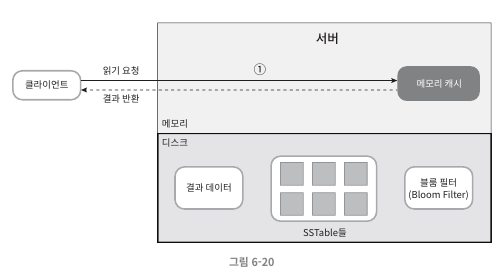 서버
읽기 요청
①
클라이언트
메모리 캐시
결과 반환
메모리
디스크
결과 데이터
블룸 필터
(Bloom Filter)
SSTable들
그림 6-20